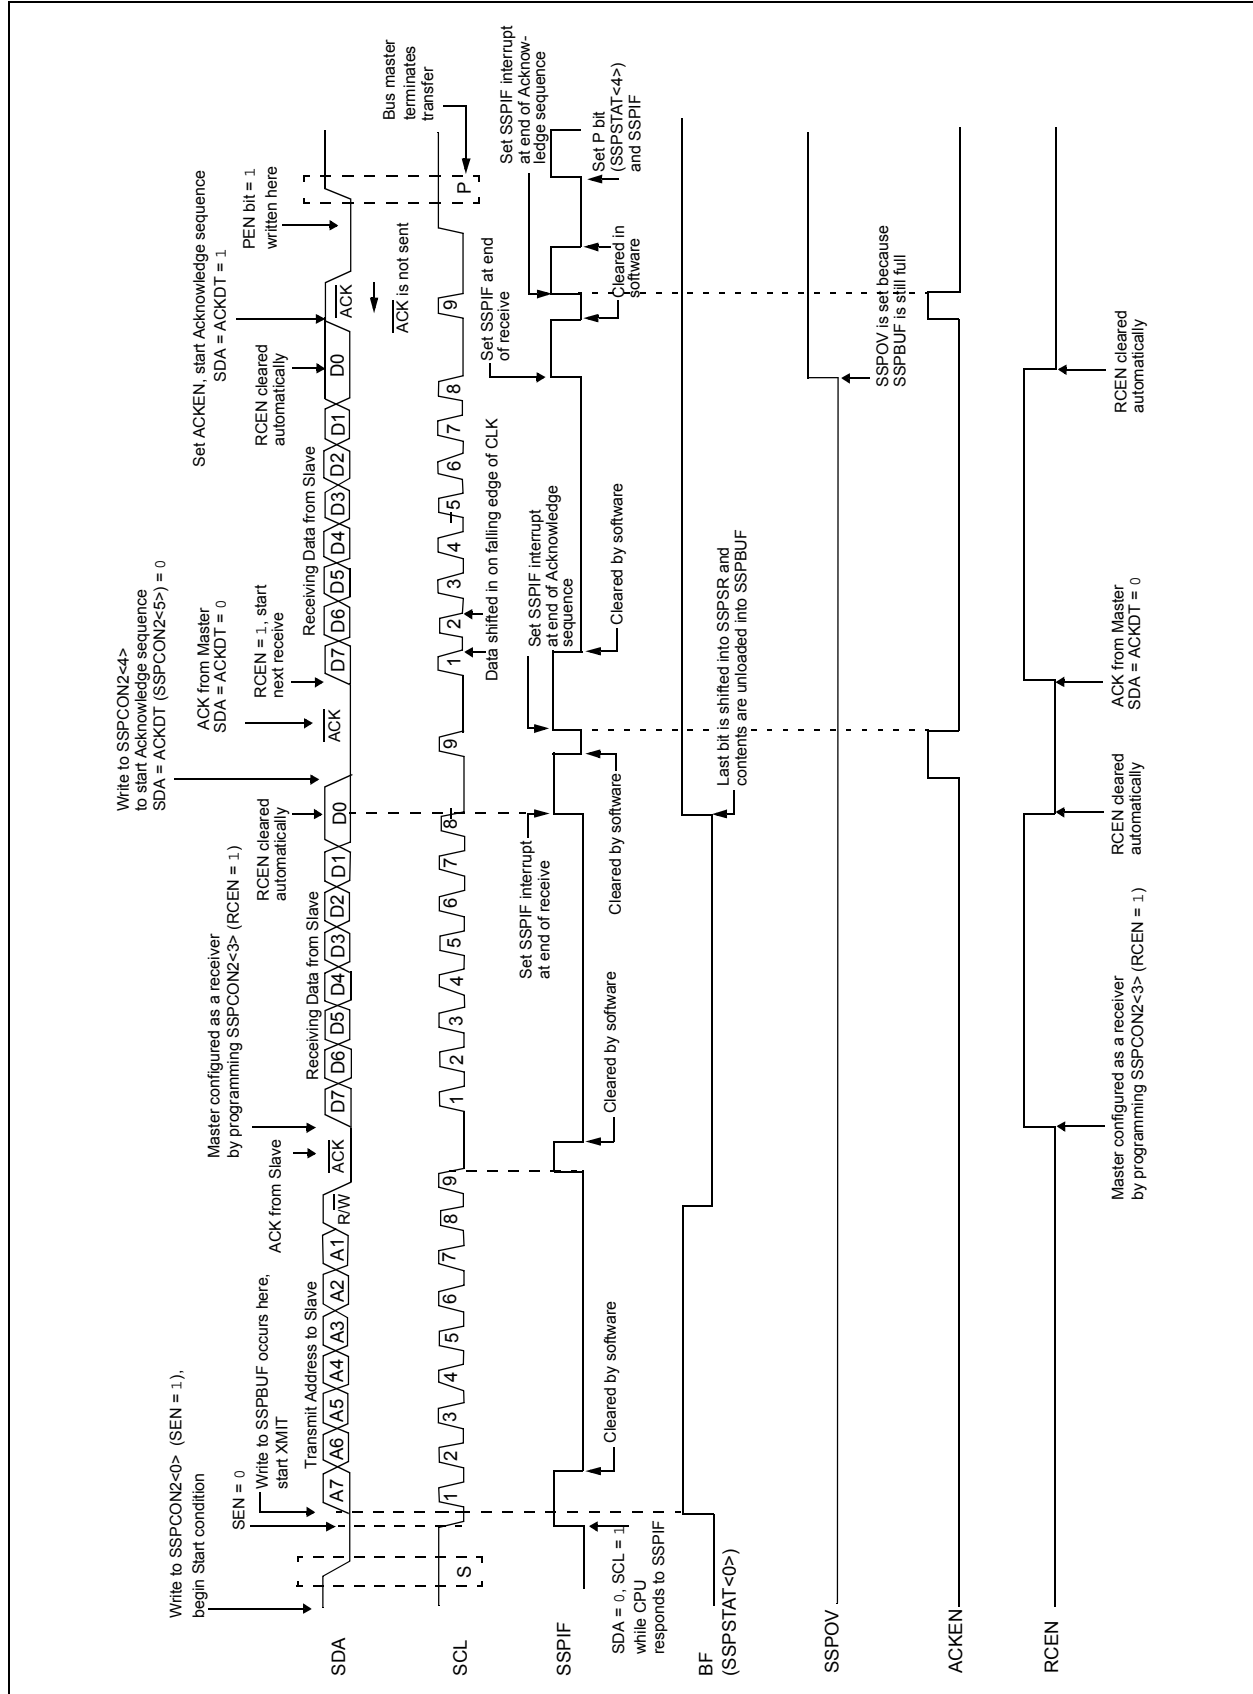 Write to SSPCON2<0> (SEN = 1),
begin Start condition
SEN = 0
Write to SSPBUF occurs here,
start XMIT
ACK from Slave
Master configured as a receiver
by programming SSPCON2<3> (RCEN = 1)
RCEN cleared
automatically
Write to SSPCON2<4>
to start Acknowledge sequence
SDA = ACKDT (SSPCON2<5>) = 0
ACK from Master
SDA = ACKDT = 0
RCEN = 1, start
next receive
RCEN cleared
automatically
Set ACKEN, start Acknowledge sequence
SDA = ACKDT = 1
PEN bit = 1
written here
Transmit Address to Slave
Receiving Data from Slave
Receiving Data from Slave
SDA
A7 A6 A5 A4 A3 A2 A1 R/W ACK D7 D6 D5 D4 D3 D2 D1 D0 ACK D7 D6 D5 D4 D3 D2 D1 D0 ACK
ACK is not sent
Bus master
terminates
transfer
SCL
S 1 2 3 4 5 6 7 8 9 1 2 3 4 5 6 7 8 9 1 2 3 4 5 6 7 8 9 P
Data shifted in on falling edge of CLK
Set SSPIF interrupt
at end of receive
Set SSPIF interrupt
at end of Acknowledge
sequence
Set SSPIF at end
of receive
Set SSPIF interrupt
at end of Acknow-
ledge sequence
SSPIF
SDA = 0, SCL = 1
while CPU
responds to SSPIF
Cleared by software
Cleared by software
Cleared by software
Cleared by software
Cleared in
software
Set P bit
(SSPSTAT<4>)
and SSPIF
BF
(SSPSTAT<0>)
Last bit is shifted into SSPSR and
contents are unloaded into SSPBUF
SSPOV
SSPOV is set because
SSPBUF is still full
ACKEN
RCEN
Master configured as a receiver
by programming SSPCON2<3> (RCEN = 1)
RCEN cleared
automatically
ACK from Master
SDA = ACKDT = 0
RCEN cleared
automatically